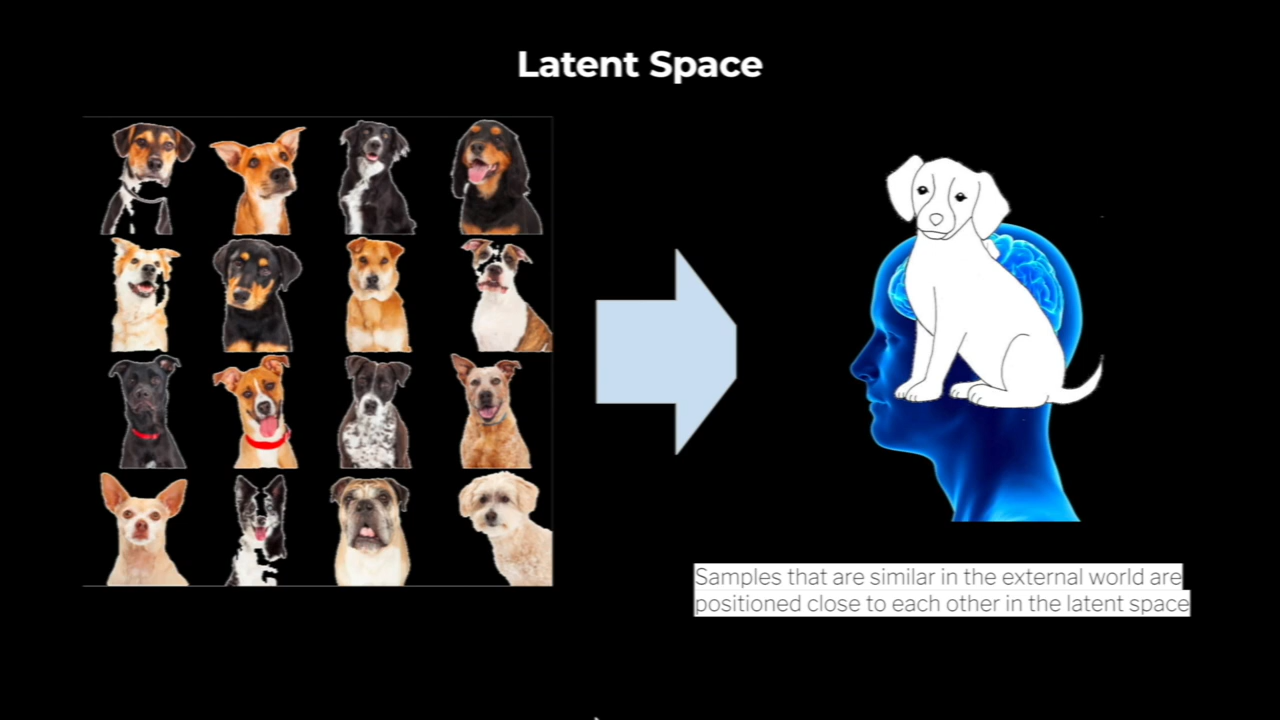 Latent Space
Samples that are similar in the external world are
positioned close to each other in the latent space